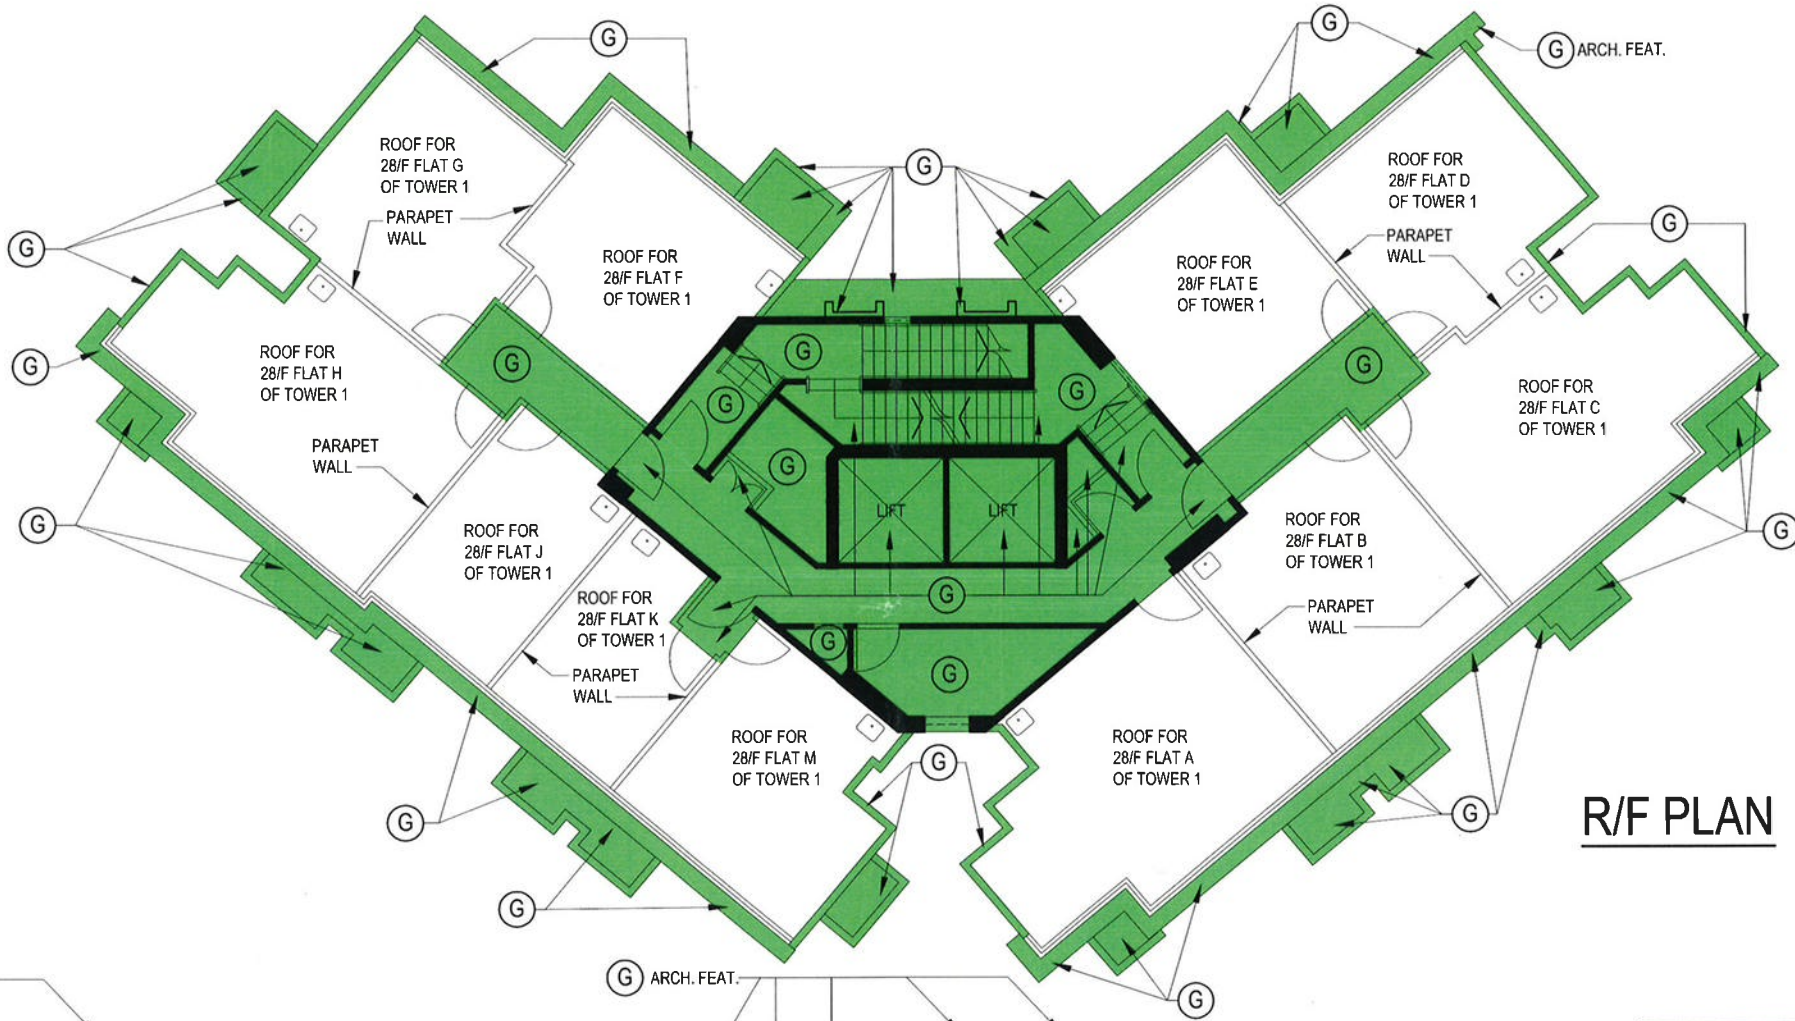 G
G
G ARCH. FEAT.
ROOF FOR
28/F FLAT G
OF TOWER 1
PARAPET
WALL
G
ROOF FOR
28/F FLAT D
OF TOWER 1
PARAPET
WALL
G
G
ROOF FOR
28/F FLAT F
OF TOWER 1
ROOF FOR
28/F FLAT E
OF TOWER 1
G
ROOF FOR
28/F FLAT H
OF TOWER 1
G
G
G
G
G
G
ROOF FOR
28/F FLAT C
OF TOWER 1
PARAPET
WALL
G
LIFT
LIFT
G
ROOF FOR
28/F FLAT J
OF TOWER 1
ROOF FOR
28/F FLAT B
OF TOWER 1
G
ROOF FOR
28/F FLAT K
OF TOWER 1
G
PARAPET
WALL
G
G
PARAPET
WALL
ROOF FOR
28/F FLAT M
OF TOWER 1
G
ROOF FOR
28/F FLAT A
OF TOWER 1
G
G
R/F PLAN
G
G ARCH. FEAT.
G